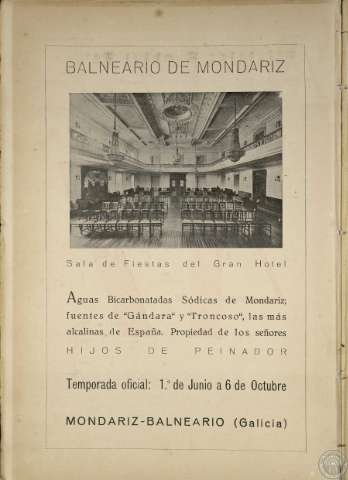 BALNEARIO DE MONDARIZ
Sala de Fiestas del Gran Hotel
Aguas Bicarbonatadas Sódicas de Mondariz;
fuentes de "Gándara" y "Troncoso", las más
alcalinas de España. Propiedad de los señores
HIJOS DE PEINADOR
Temporada oficial: 1.º de Junio a 6 de Octubre
MONDARIZ-BALNEARIO (Galicia)